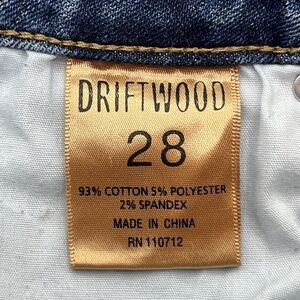 DRIFTWOOD
28
93% COTTON 5% POLYESTER
2% SPANDEX
MADE IN CHINA
RN 110712